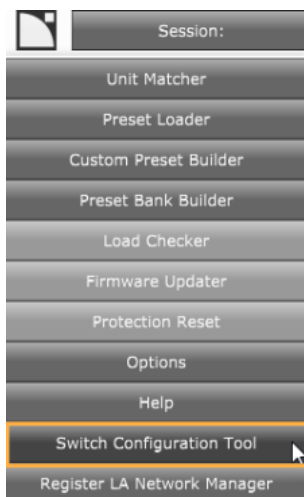 Session:
Unit Matcher
Preset Loader
Custom Preset Builder
Preset Bank Builder
Load Checker
Firmware Updater
Protection Reset
Options
Help
Switch Configuration Tool
Register LA Network Manager